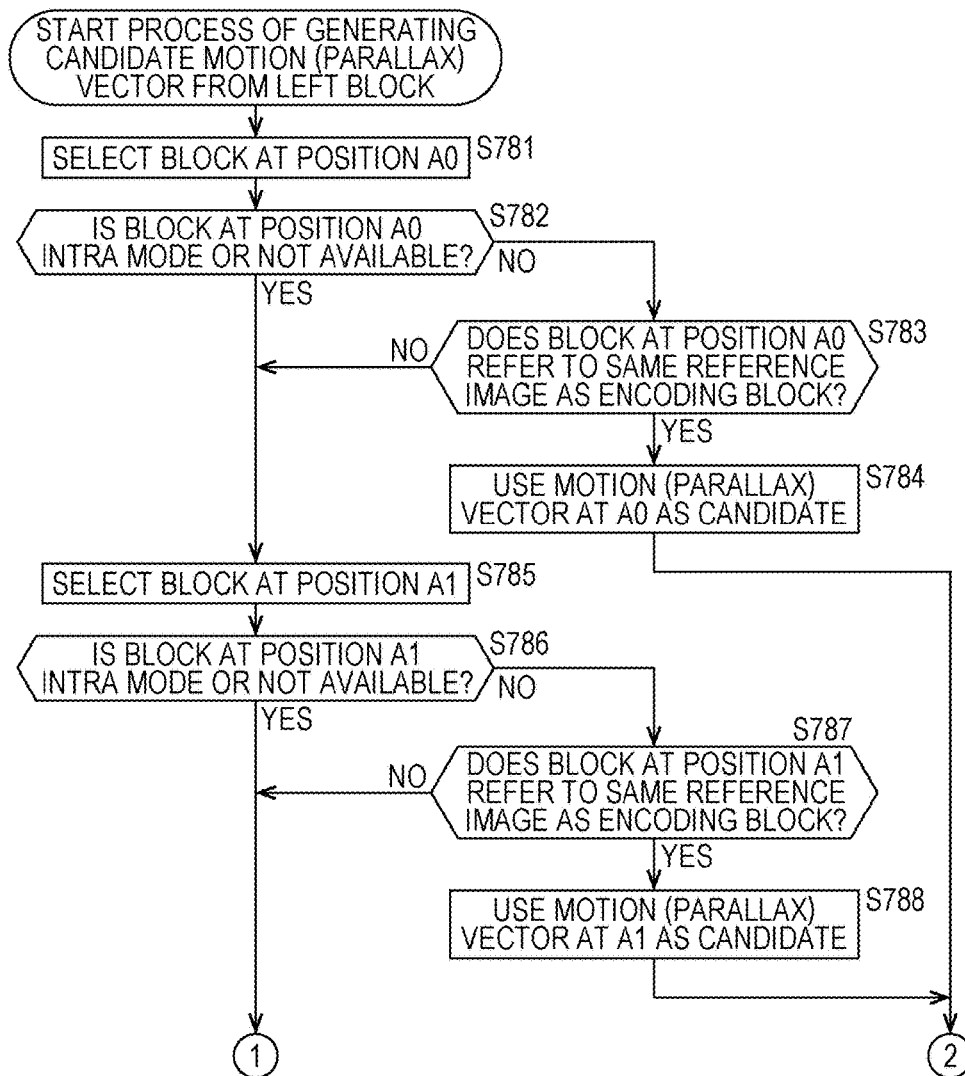 START PROCESS OF GENERATING
CANDIDATE MOTION (PARALLAX)
VECTOR FROM LEFT BLOCK
SELECT BLOCK AT POSITION A0
S781
IS BLOCK AT POSITION A0
INTRA MODE OR NOT AVAILABLE?
S782
NO
YES
DOES BLOCK AT POSITION A0
REFER TO SAME REFERENCE
IMAGE AS ENCODING BLOCK?
S783
NO
YES
USE MOTION (PARALLAX)
VECTOR AT A0 AS CANDIDATE
S784
SELECT BLOCK AT POSITION A1
S785
IS BLOCK AT POSITION A1
INTRA MODE OR NOT AVAILABLE?
S786
NO
YES
S787
DOES BLOCK AT POSITION A1
REFER TO SAME REFERENCE
IMAGE AS ENCODING BLOCK?
NO
YES
USE MOTION (PARALLAX)
VECTOR AT A1 AS CANDIDATE
S788
1
2